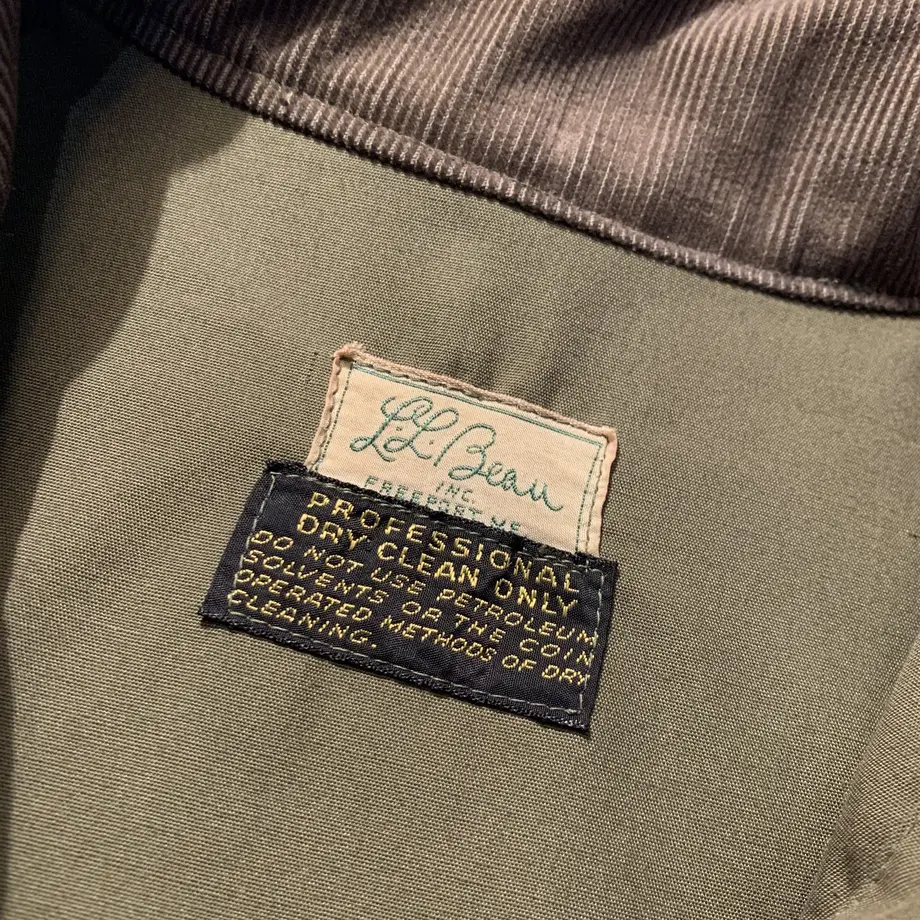 L.L.Bean
INC.
FREEPORT ME
PROFESSIONAL
DRY CLEAN ONLY
DO NOT USE PETROLEUM
SOLVENTS OR THE COIN
OPERATED METHODS OF DRY
CLEANING.